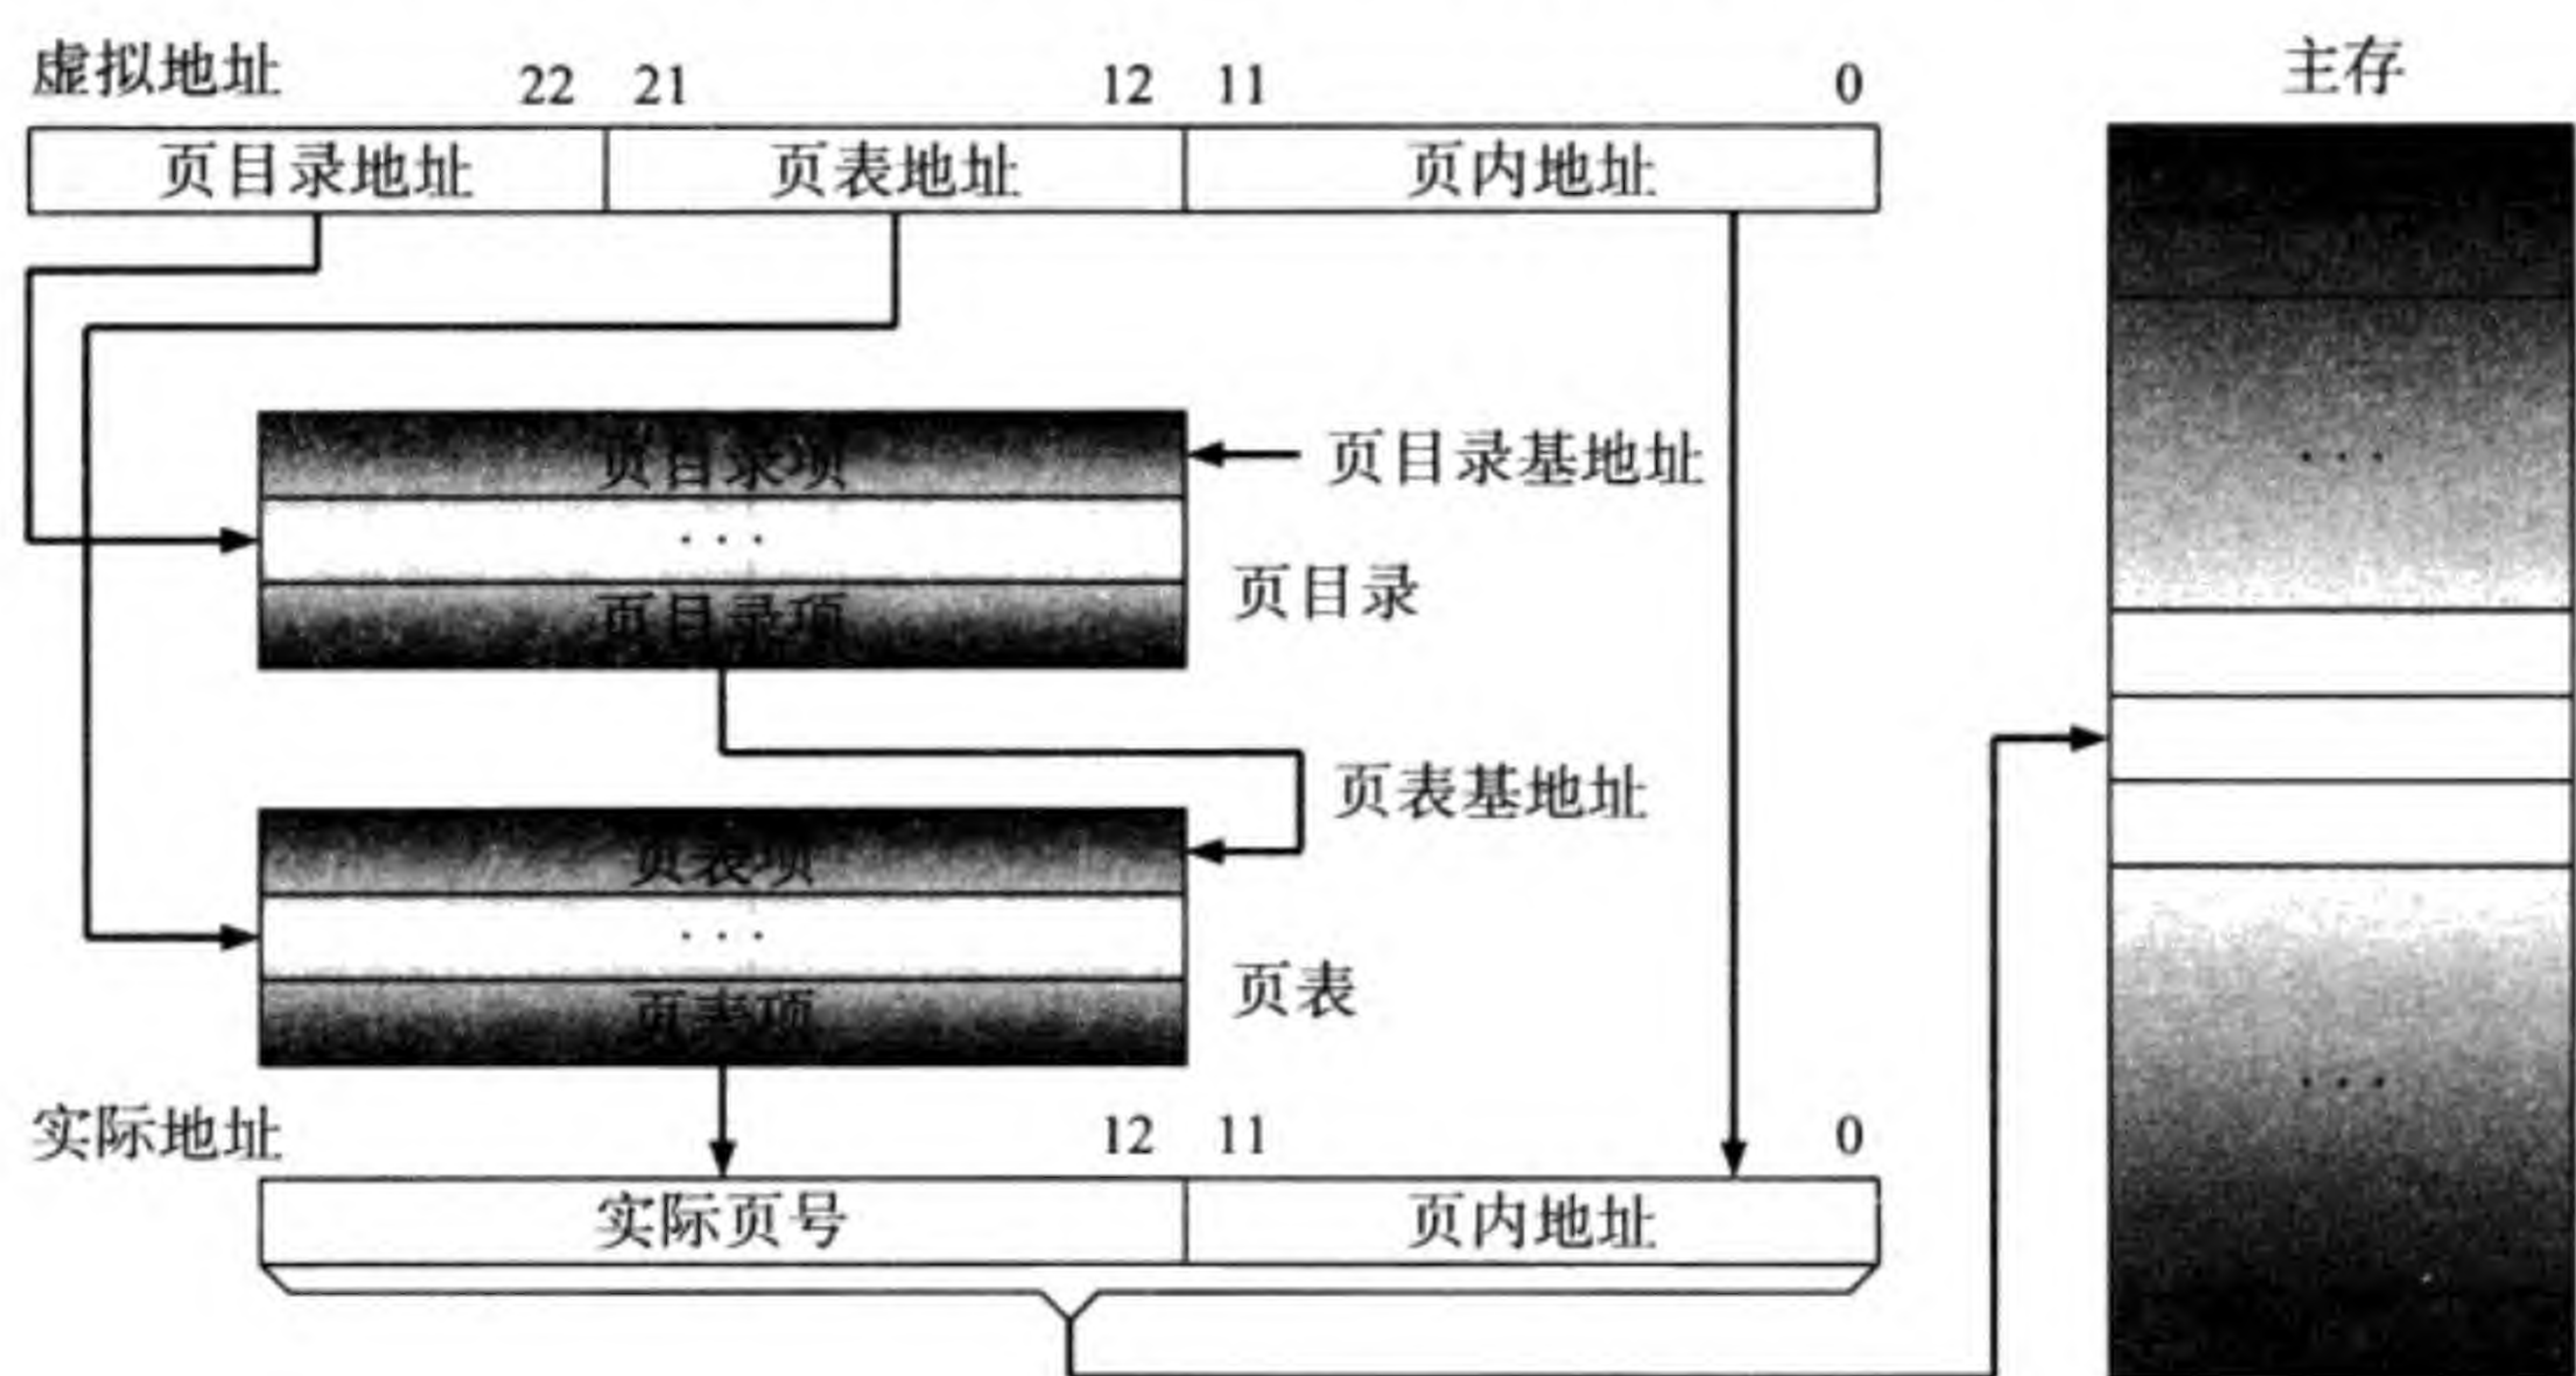 虚拟地址 22 21 12 11 0 主存
页目录地址 页表地址 页内地址
页目录项 页目录基地址
...
...
页目录
页目录项
页表基地址
页表项
...
页表
页表项
...
实际地址 12 11 0
实际页号 页内地址